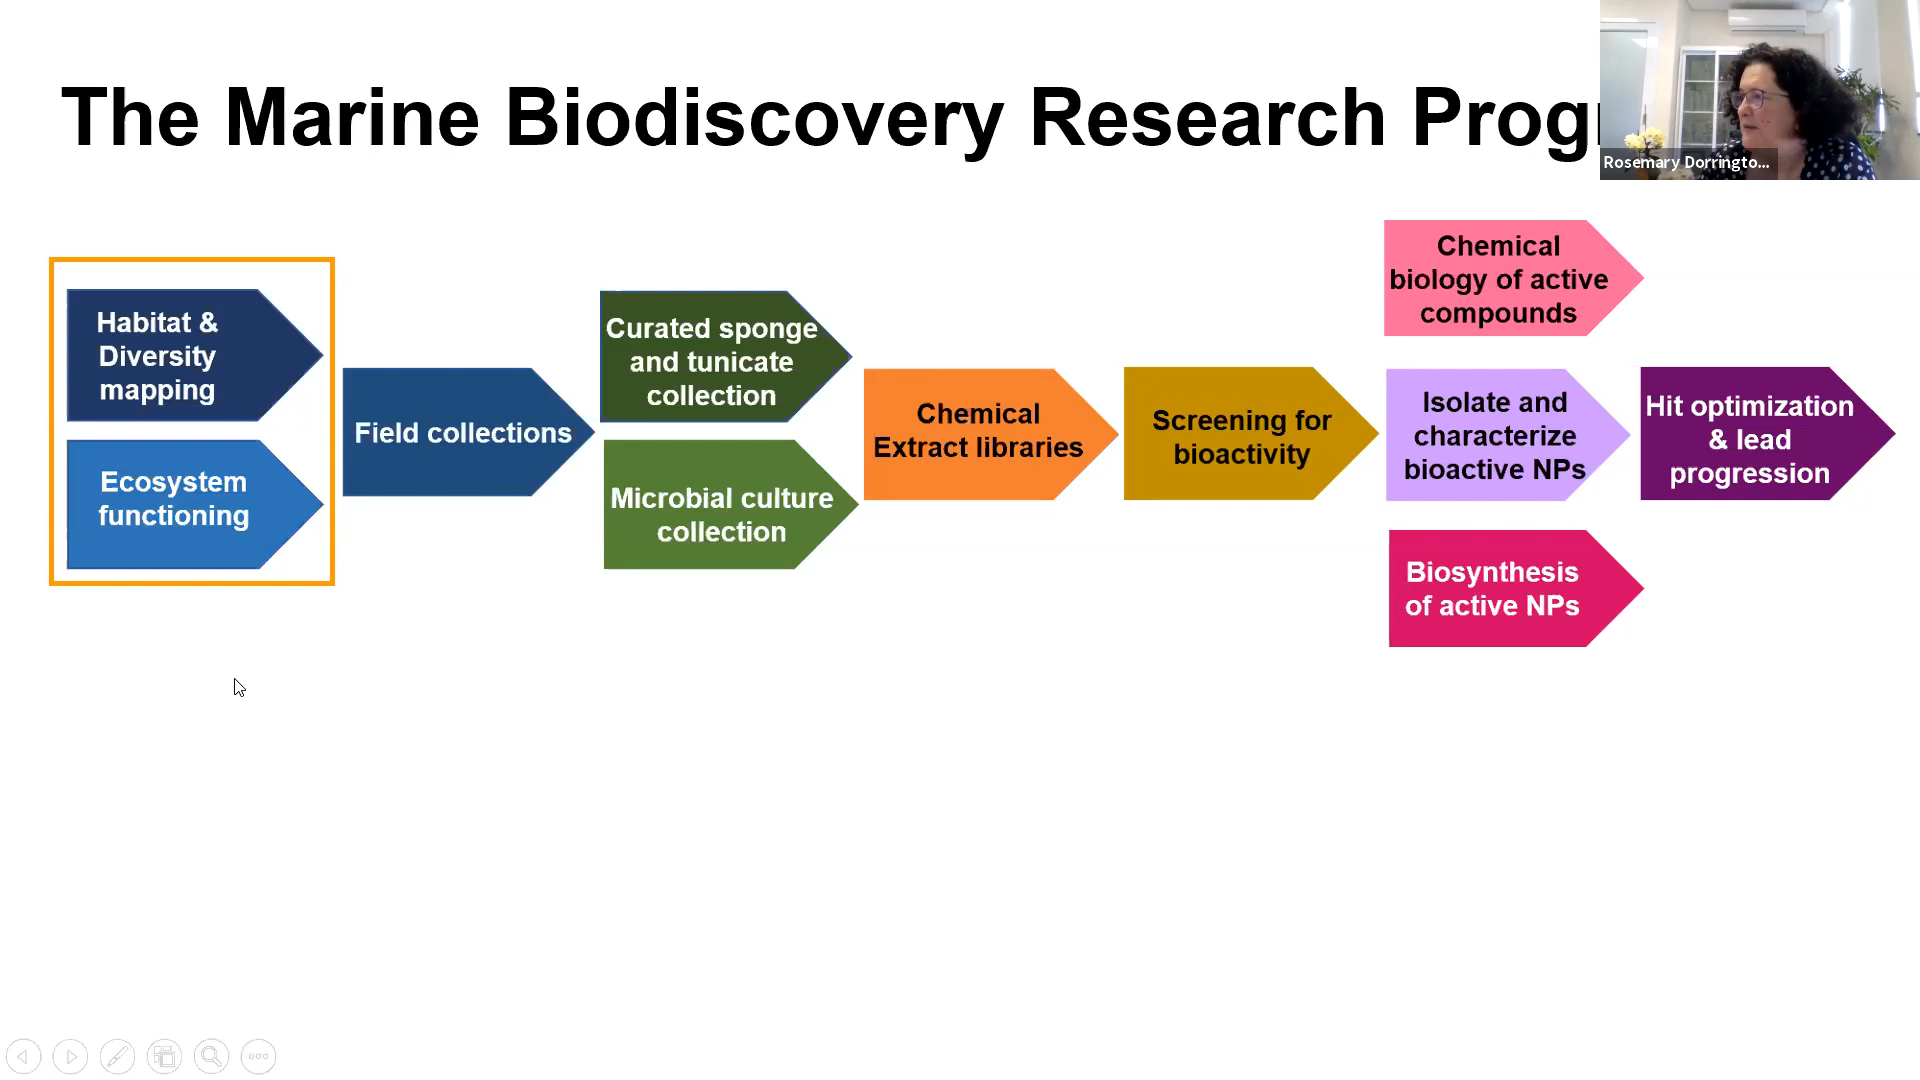 The Marine Biodiscovery Research Prog
Rosemary Dorringto...
Habitat &
Diversity
mapping
Ecosystem
functioning
Field collections
Curated sponge
and tunicate
collection
Microbial culture
collection
Chemical
Extract libraries
Screening for
bioactivity
Chemical
biology of active
compounds
Isolate and
characterize
bioactive NPs
Biosynthesis
of active NPs
Hit optimization
& lead
progression